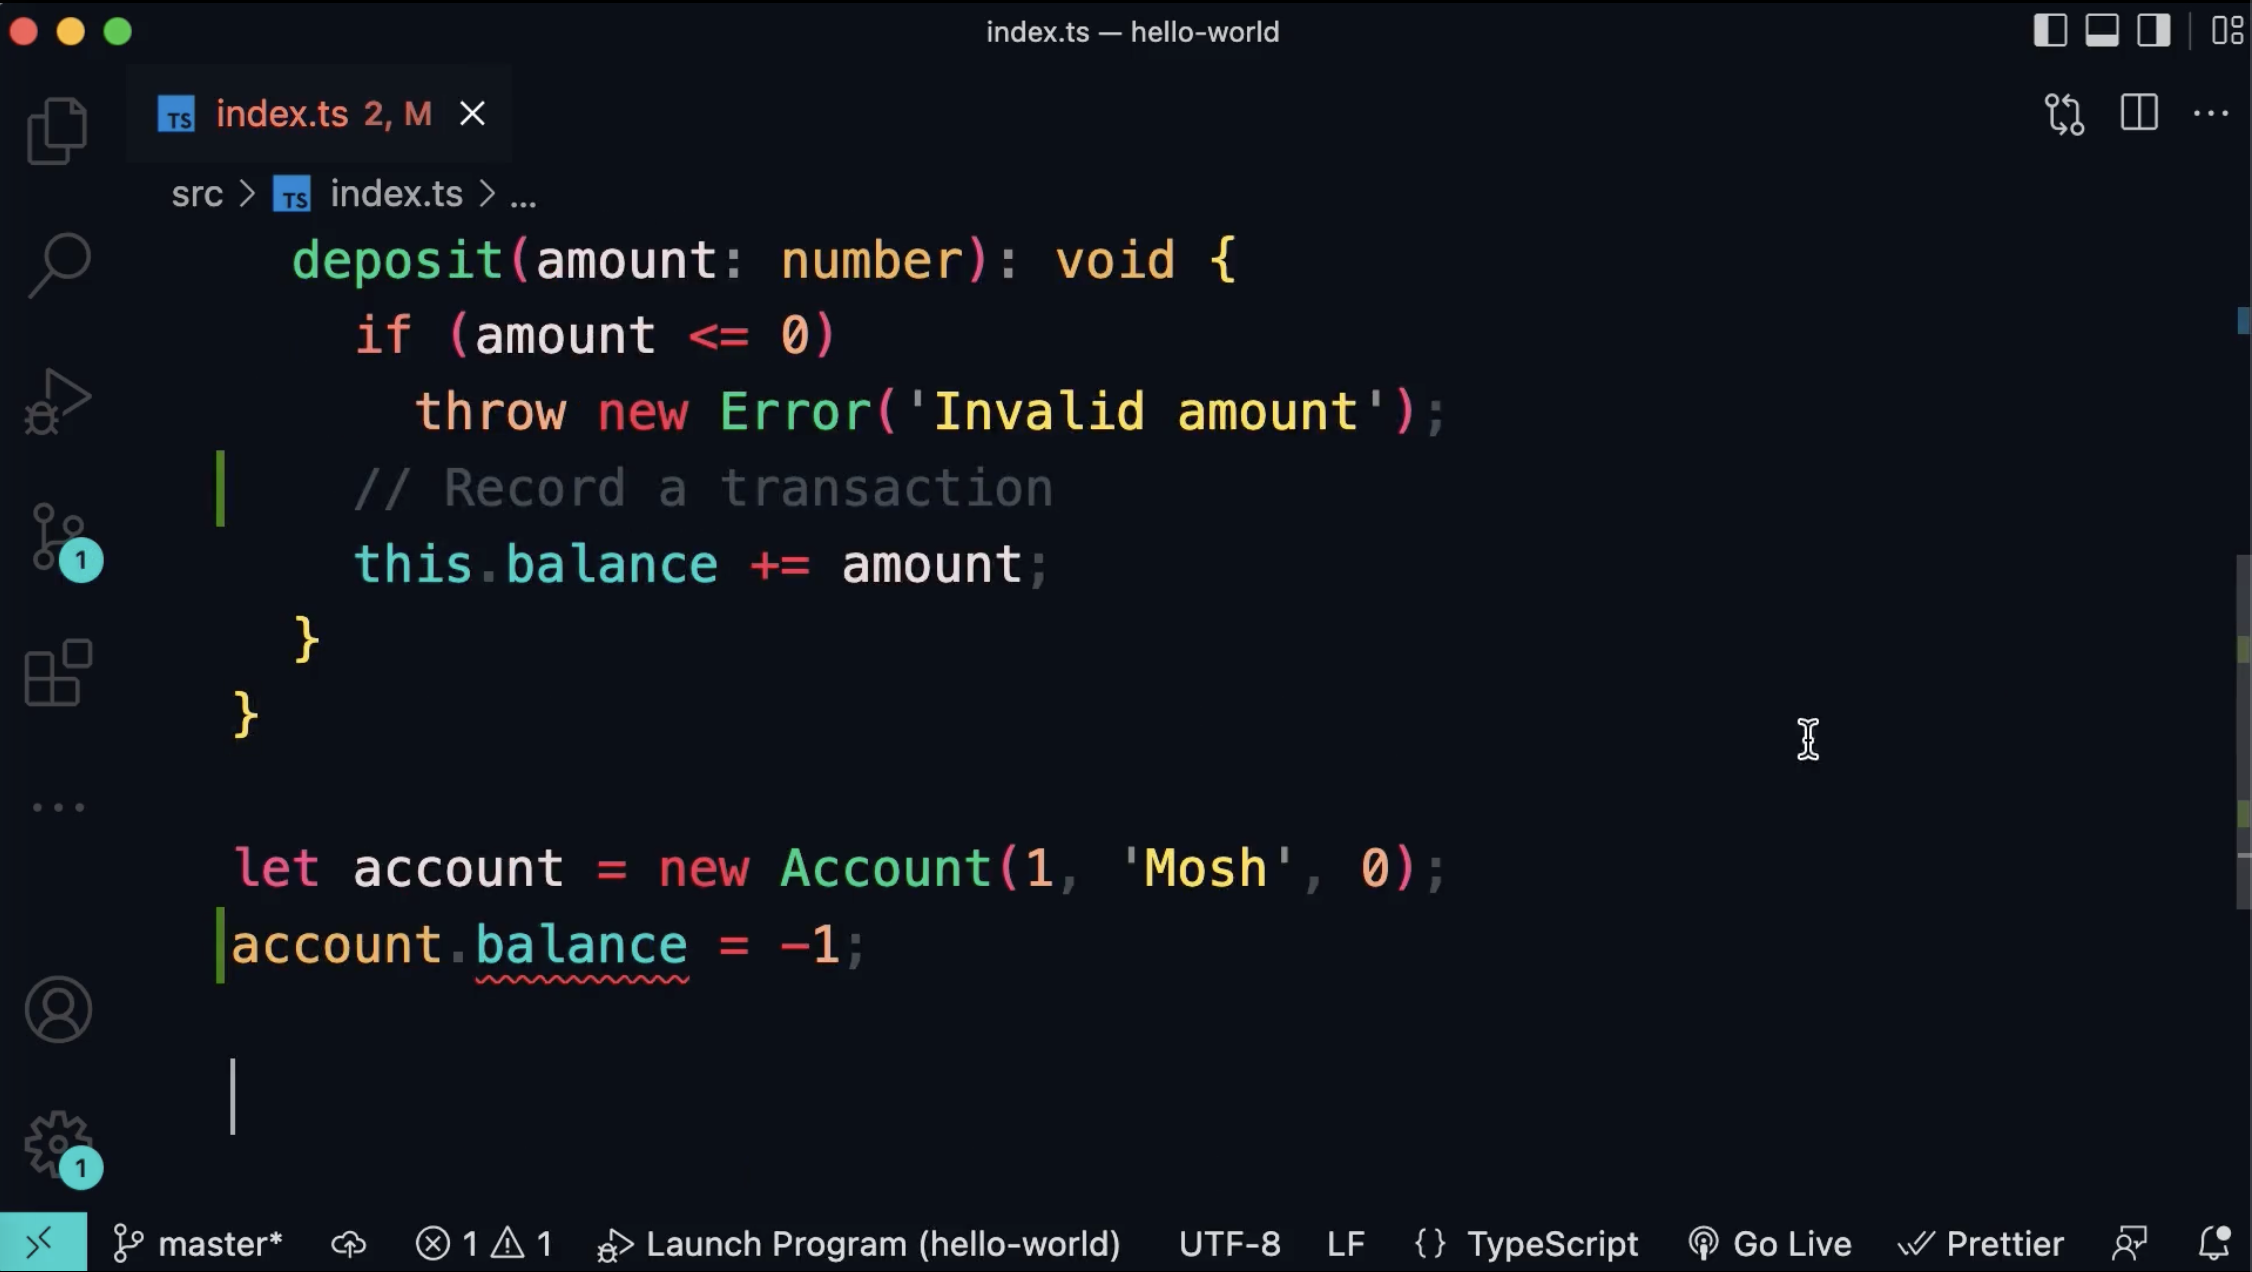 index.ts — hello-world
TS index.ts 2, M
src > TS index.ts > ...
deposit(amount: number): void {
if (amount <= 0)
throw new Error('Invalid amount');
// Record a transaction
this.balance += amount;
}
}
let account = new Account(1, 'Mosh', 0);
account.balance = −1;
1
1
master* 1 1 Launch Program (hello-world) UTF-8 LF {} TypeScript Go Live Prettier